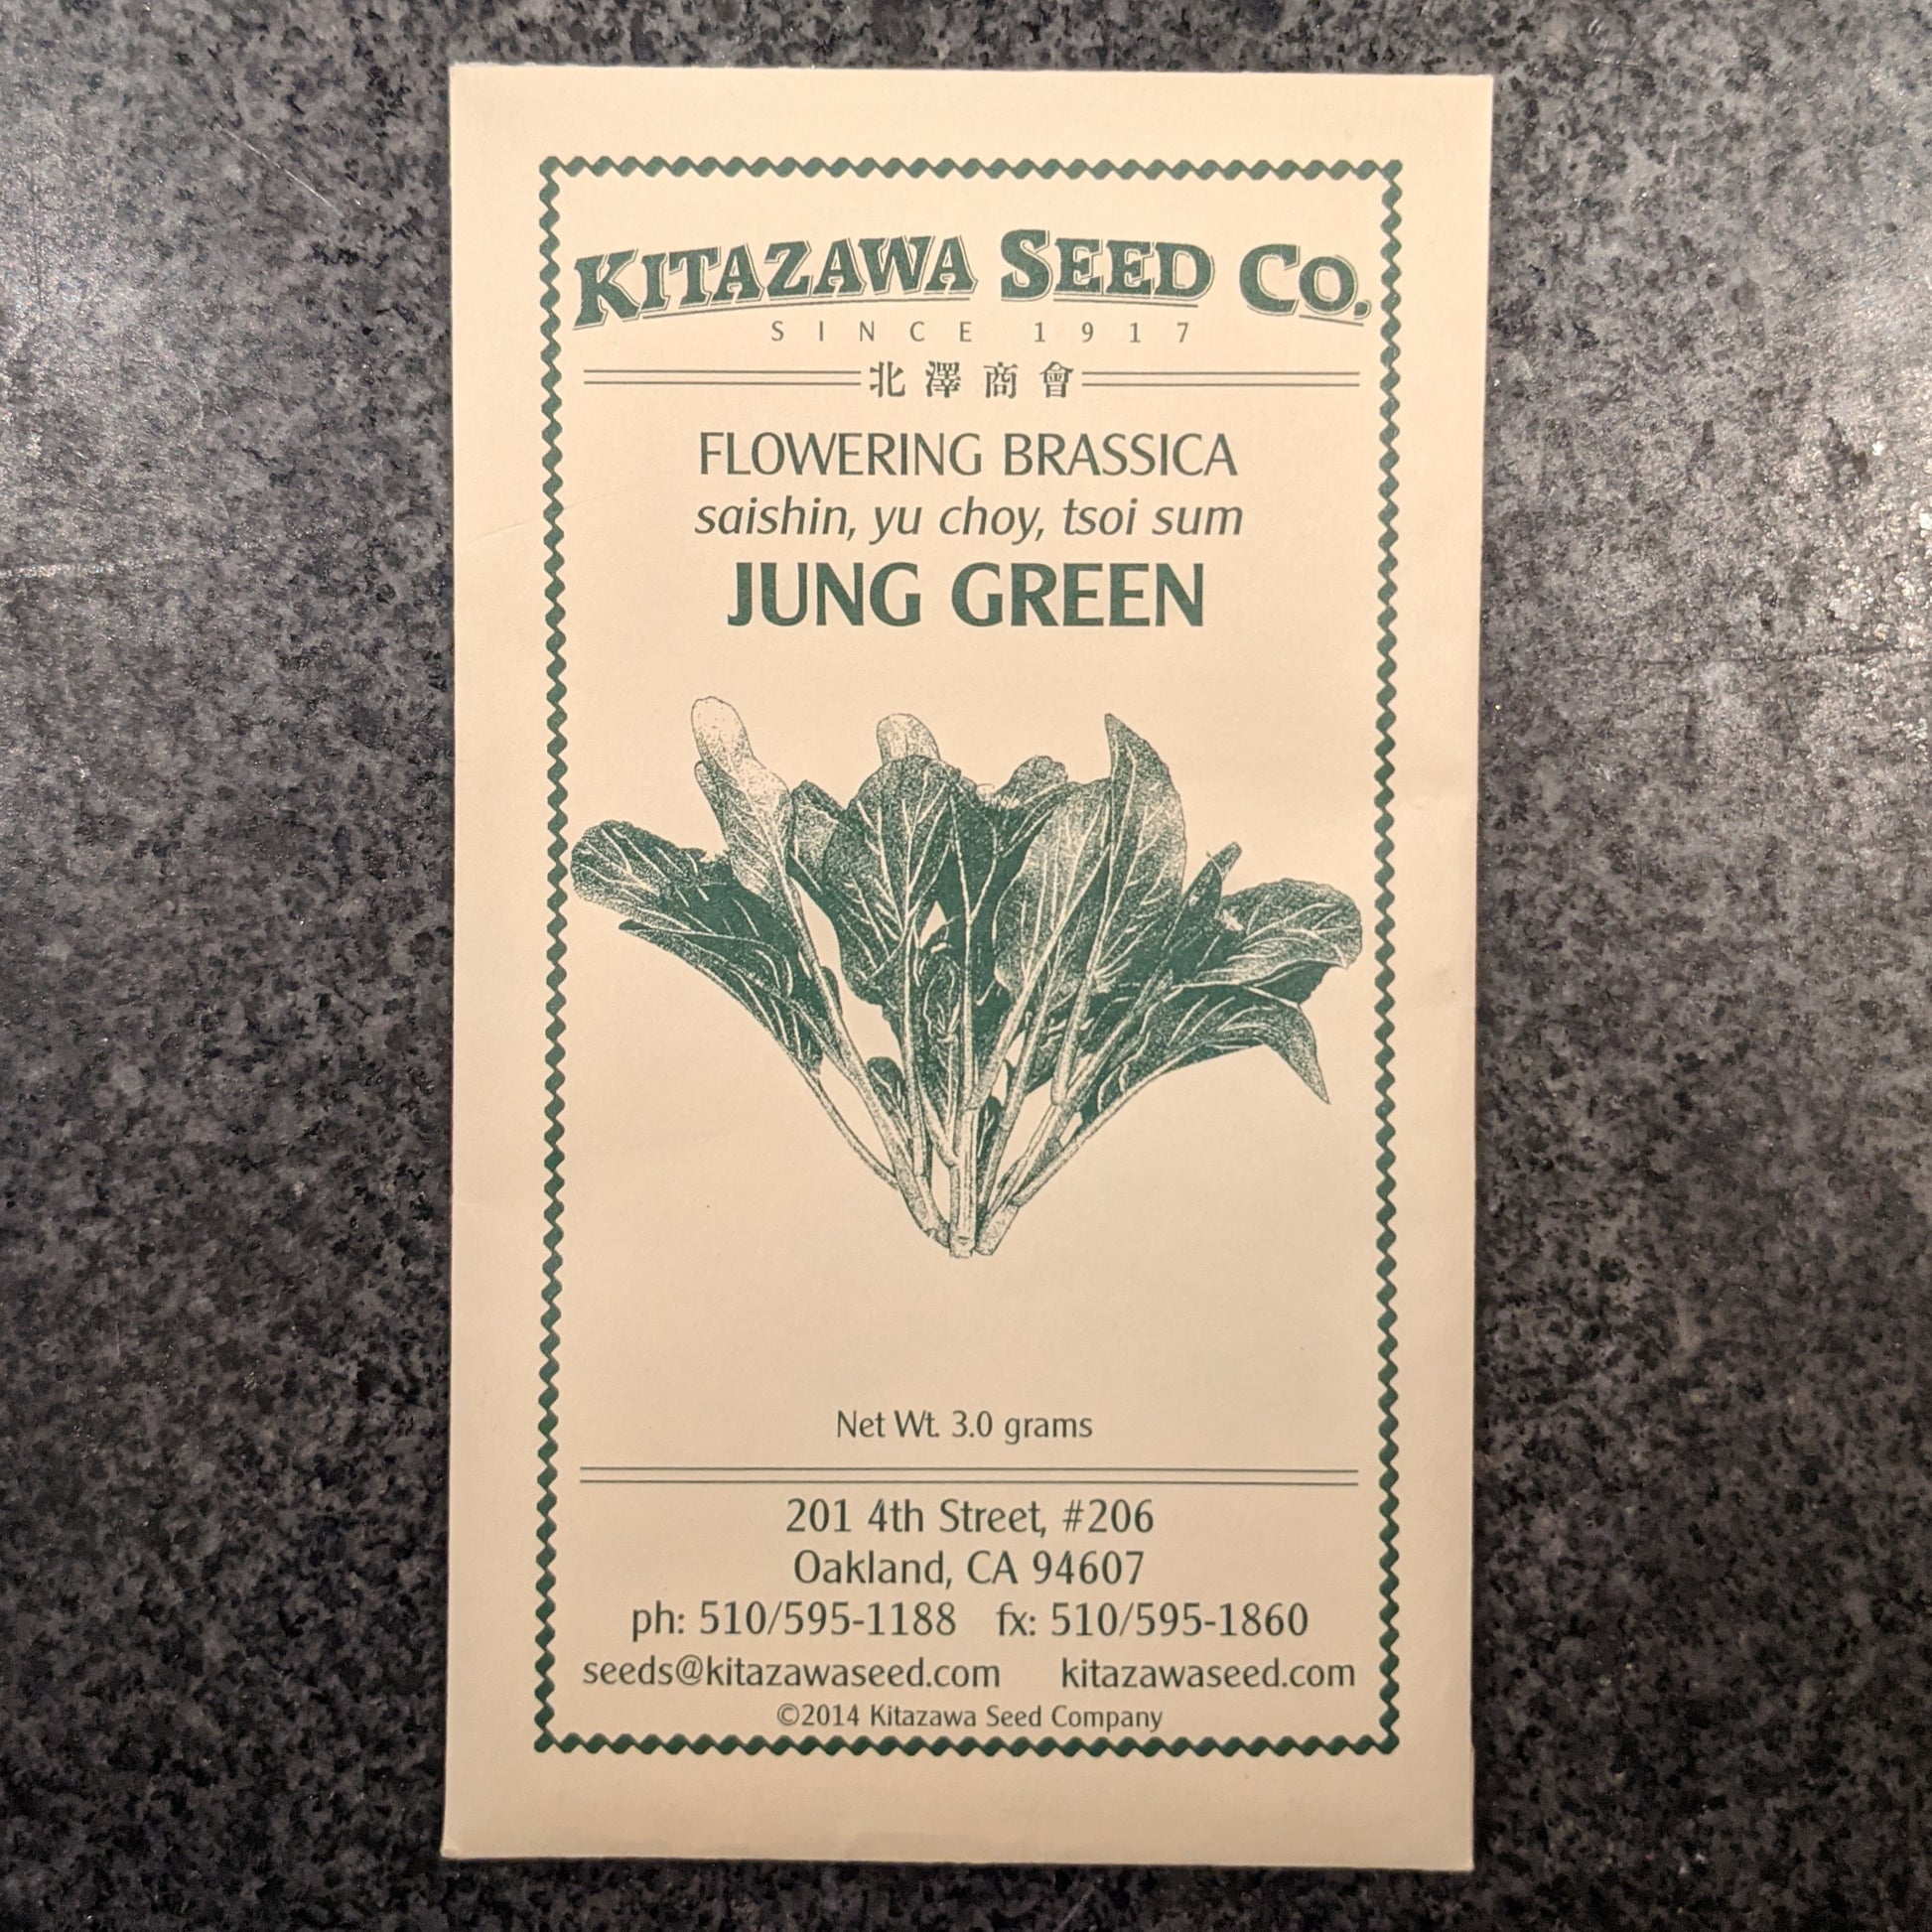 KITAZAWA SEED CO.
SINCE 1917
北澤商會
FLOWERING BRASSICA
saishin, yu choy, tsoi sum
JUNG GREEN
Net Wt. 3.0 grams
201 4th Street, #206
Oakland, CA 94607
ph: 510/595-1188 fx: 510/595-1860
seeds@kitazawaseed.com kitazawaseed.com
©2014 Kitazawa Seed Company